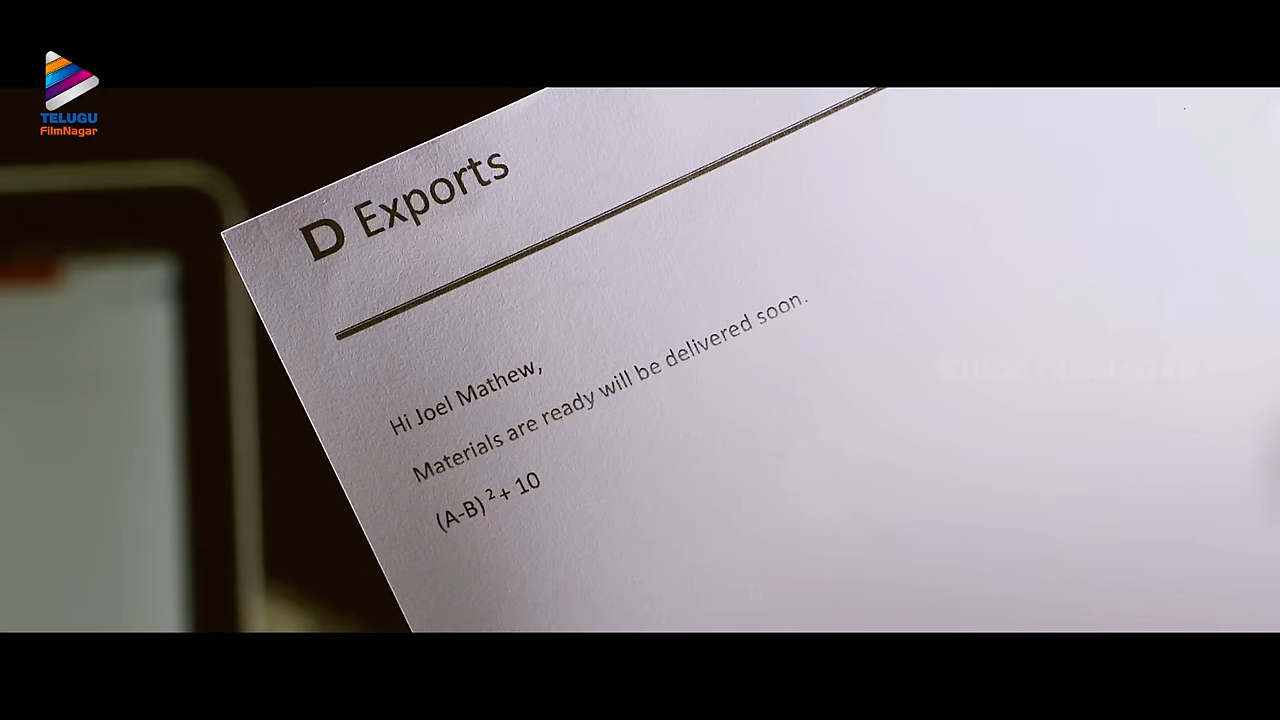 TELUGU
FilmNagar
D Exports
Hi Joel Mathew,
Materials are ready will be delivered soon.
(A-B)² + 10